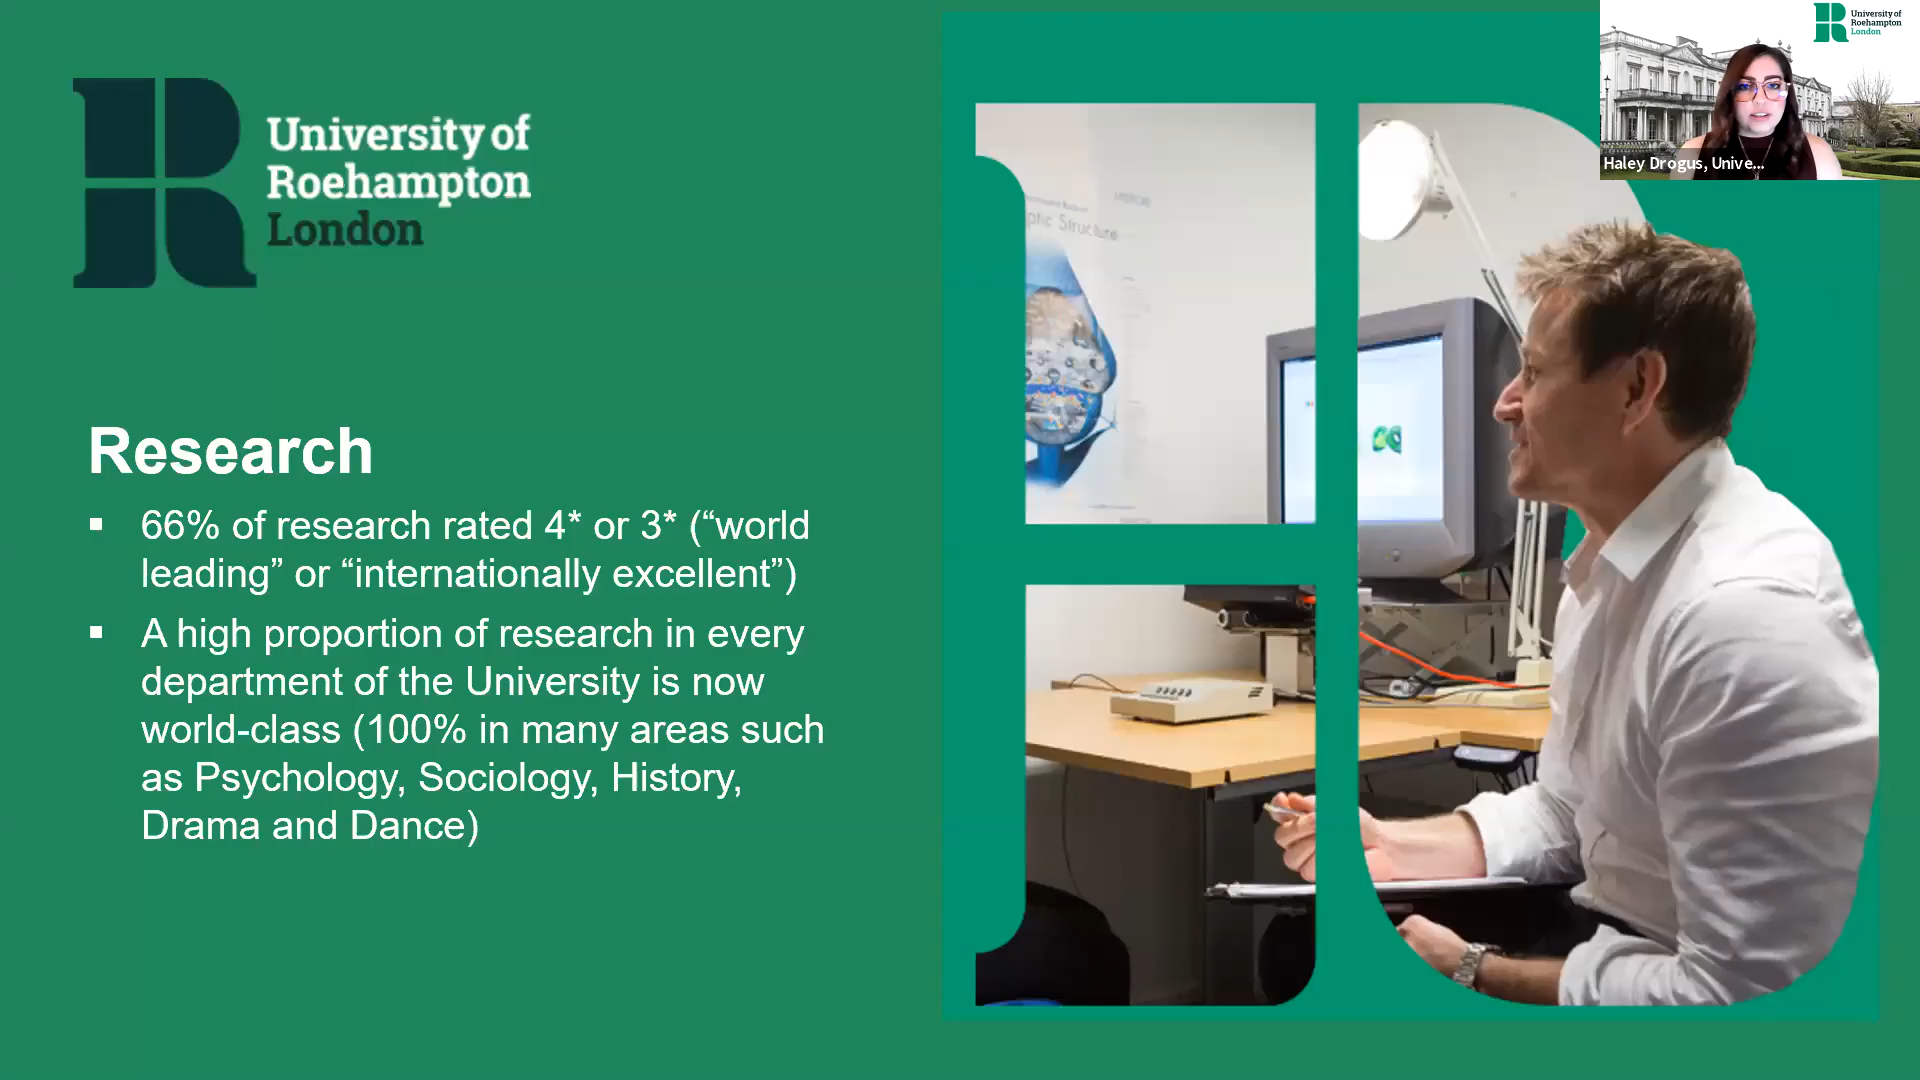 University of
Roehampton
London
Research
▪ 66% of research rated 4* or 3* (“world
leading” or “internationally excellent”)
▪ A high proportion of research in every
department of the University is now
world-class (100% in many areas such
as Psychology, Sociology, History,
Drama and Dance)
ptic Structure
University of
Roehampton
London
Haley Drogus, Unive...